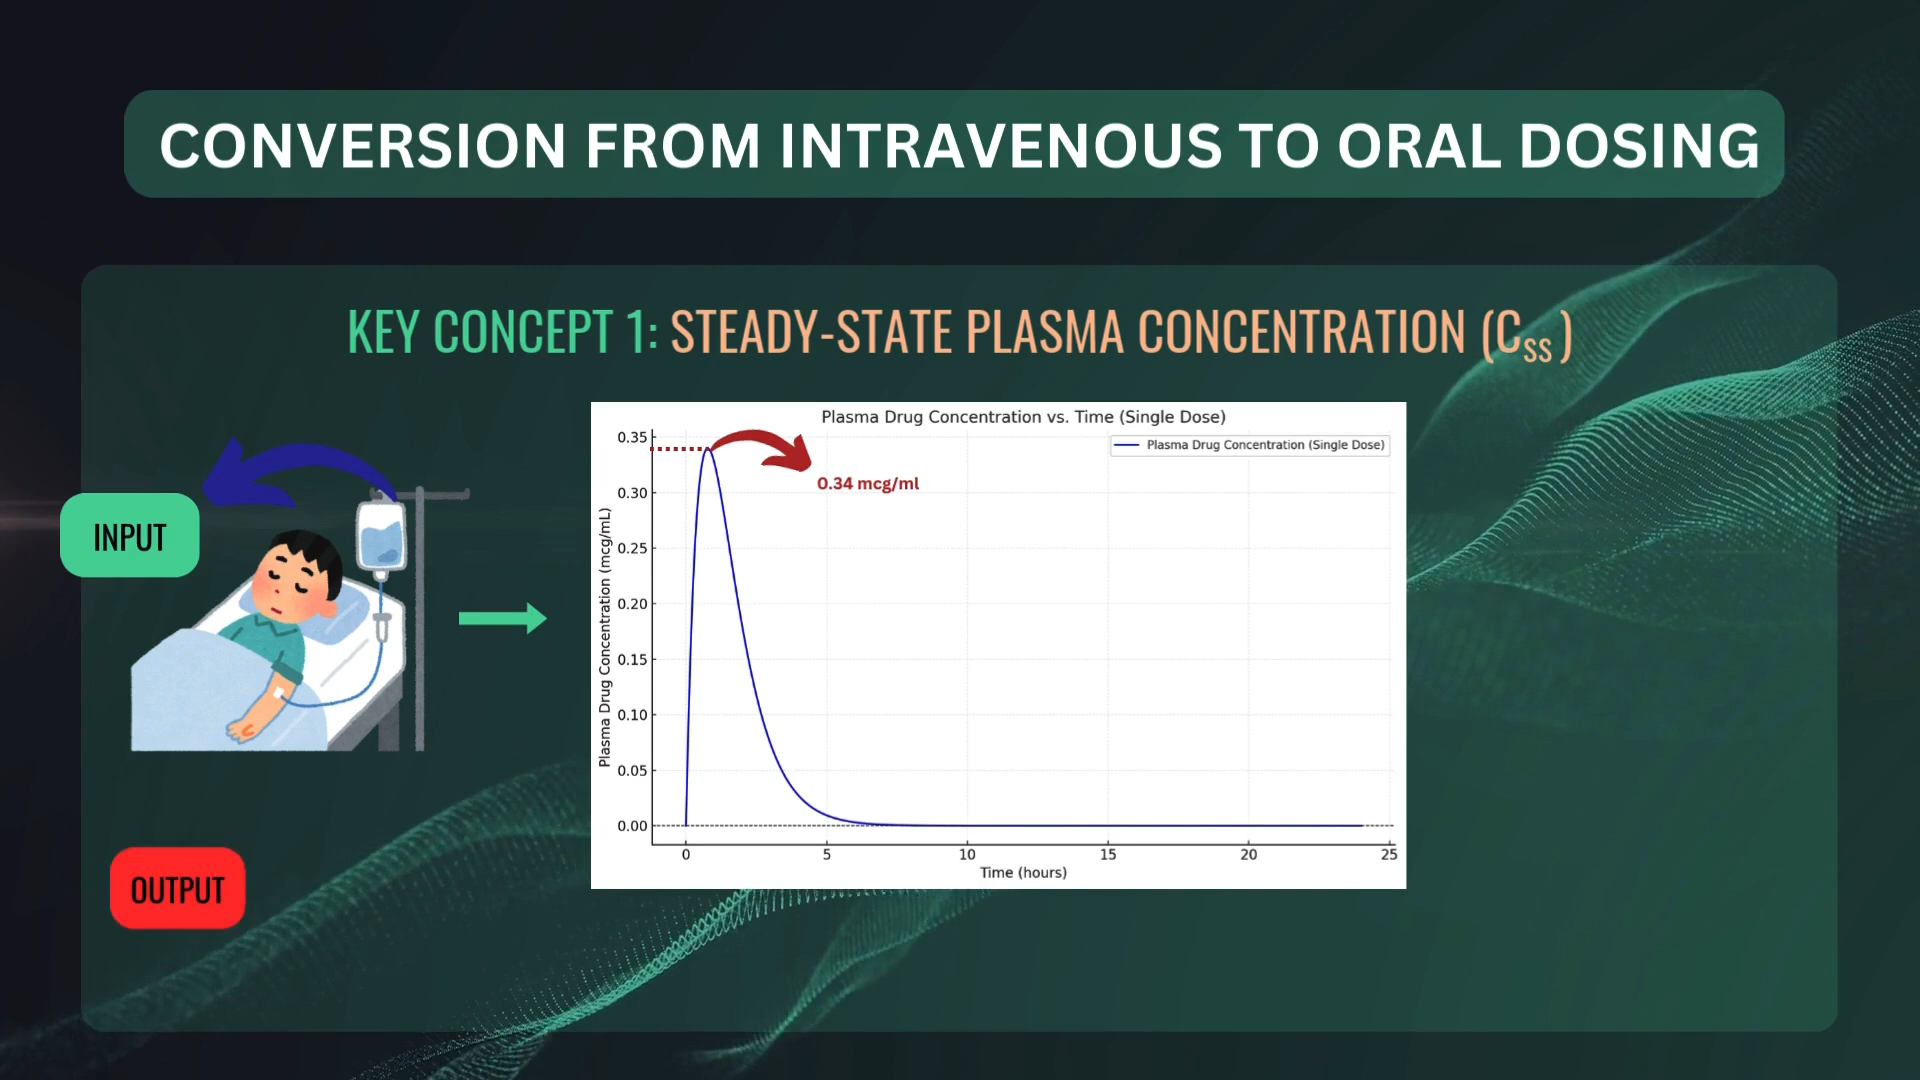 CONVERSION FROM INTRAVENOUS TO ORAL DOSING
KEY CONCEPT 1: STEADY-STATE PLASMA CONCENTRATION (Css)
INPUT
OUTPUT
Plasma Drug Concentration vs. Time (Single Dose)
Plasma Drug Concentration (Single Dose)
0.34 mcg/ml
Plasma Drug Concentration (mcg/mL)
0.35
0.30
0.25
0.20
0.15
0.10
0.05
0.00
0 5 10 15 20 25
Time (hours)